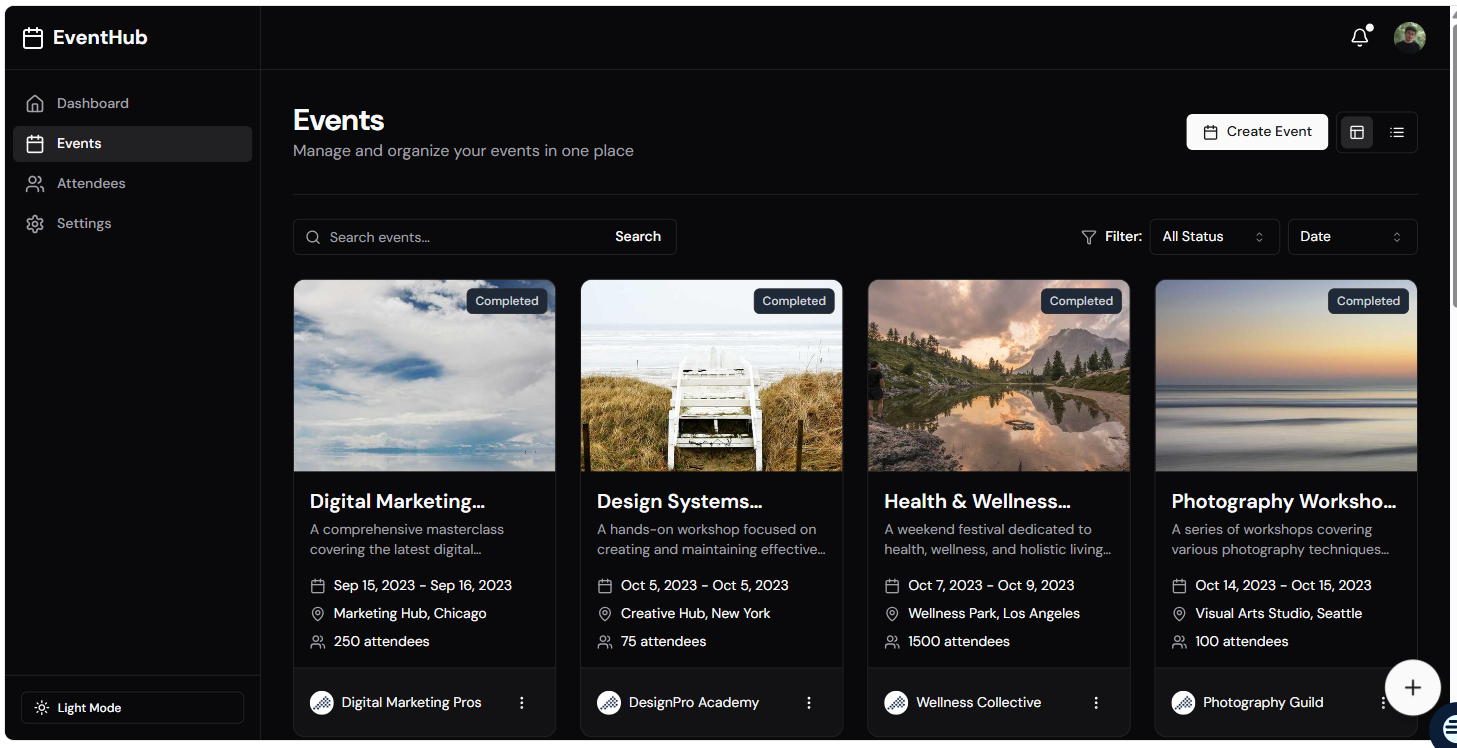 EventHub
Dashboard
Events
Attendees
Settings
Light Mode
Events
Manage and organize your events in one place
Create Event
Search events...
Search
Filter:
All Status
Date
Completed
Digital Marketing...
A comprehensive masterclass
covering the latest digital...
Sep 15, 2023 - Sep 16, 2023
Marketing Hub, Chicago
250 attendees
Digital Marketing Pros
Completed
Design Systems...
A hands-on workshop focused on
creating and maintaining effective...
Oct 5, 2023 - Oct 5, 2023
Creative Hub, New York
75 attendees
DesignPro Academy
Completed
Health & Wellness...
A weekend festival dedicated to
health, wellness, and holistic living...
Oct 7, 2023 - Oct 9, 2023
Wellness Park, Los Angeles
1500 attendees
Wellness Collective
Completed
Photography Worksho...
A series of workshops covering
various photography techniques...
Oct 14, 2023 - Oct 15, 2023
Visual Arts Studio, Seattle
100 attendees
Photography Guild